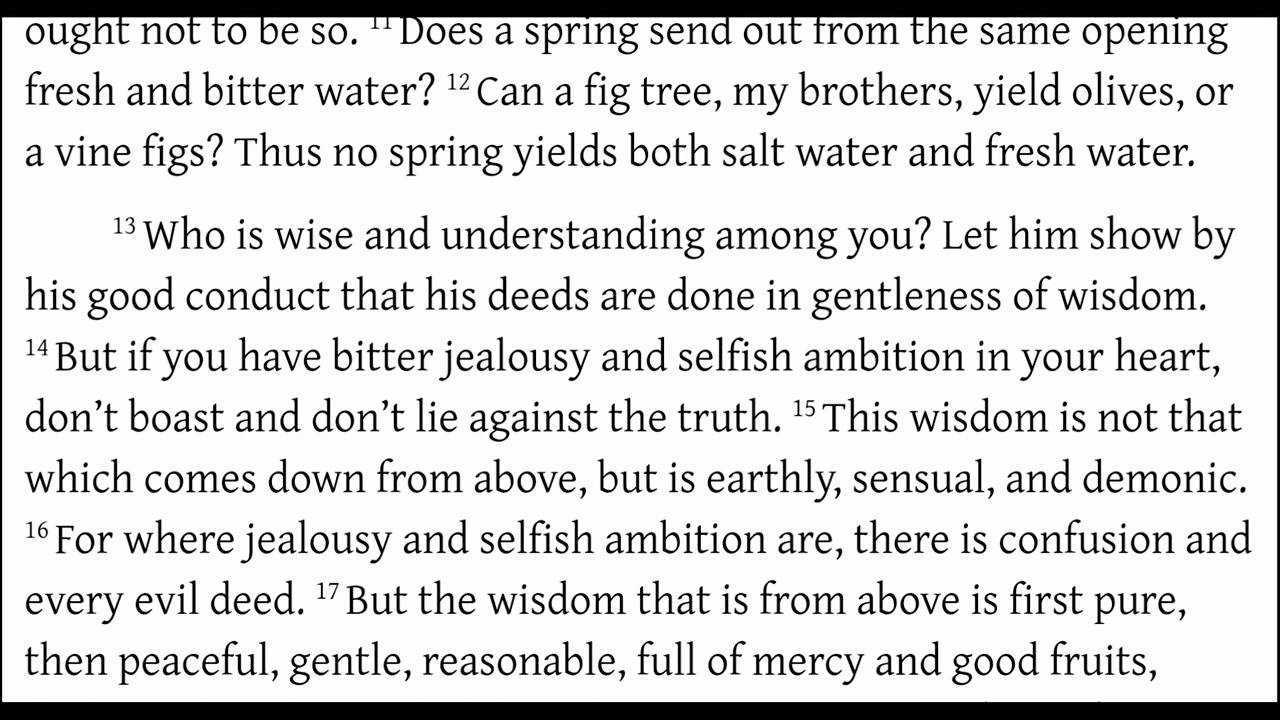 ought not to be so. 11 Does a spring send out from the same opening
fresh and bitter water? 12 Can a fig tree, my brothers, yield olives, or
a vine figs? Thus no spring yields both salt water and fresh water.
13 Who is wise and understanding among you? Let him show by
his good conduct that his deeds are done in gentleness of wisdom.
14 But if you have bitter jealousy and selfish ambition in your heart,
don’t boast and don’t lie against the truth. 15 This wisdom is not that
which comes down from above, but is earthly, sensual, and demonic.
16 For where jealousy and selfish ambition are, there is confusion and
every evil deed. 17 But the wisdom that is from above is first pure,
then peaceful, gentle, reasonable, full of mercy and good fruits,